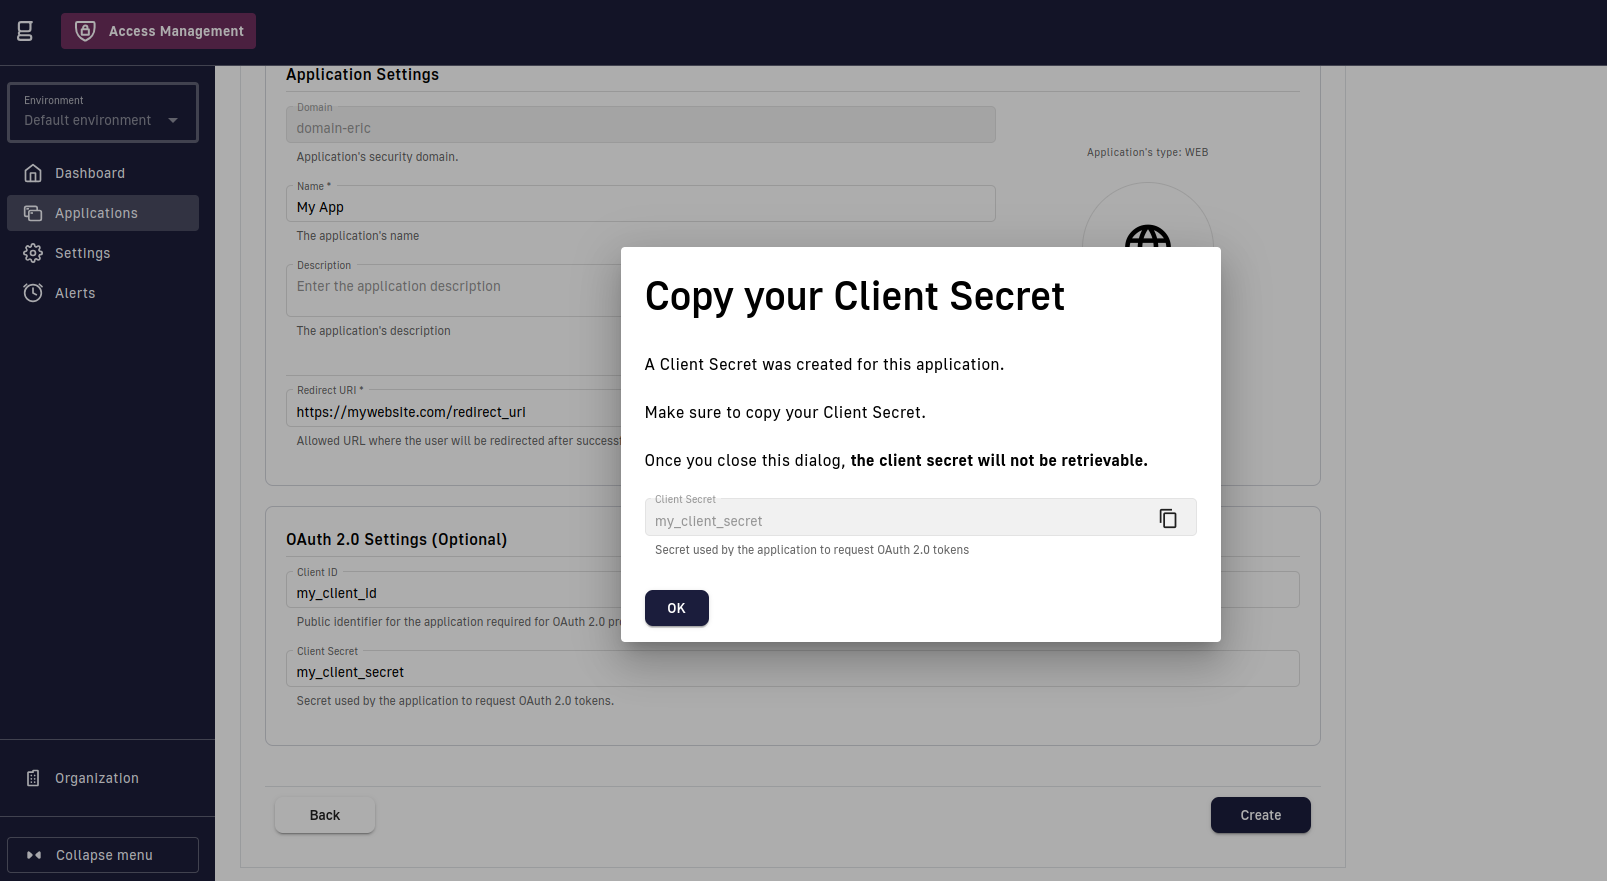 Access Management
Environment
Default environment
Dashboard
Applications
Settings
Alerts
Organization
Collapse menu
Application Settings
Domain
domain-eric
Application's security domain.
Application's type: WEB
Name *
My App
The application's name
Description
Enter the application description
The application's description
Redirect URI *
https://mywebsite.com/redirect_uri
Allowed URL where the user will be redirected after
OAuth 2.0 Settings (Optional)
Client ID
my_client_id
Public identifier for the application required for OAuth 2.0
Client Secret
my_client_secret
Secret used by the application to request OAuth 2.0 tokens.
Back
Create
Copy your Client Secret
A Client Secret was created for this application.
Make sure to copy your Client Secret.
Once you close this dialog, the client secret will not be retrievable.
Client Secret
my_client_secret
Secret used by the application to request OAuth 2.0 tokens
OK